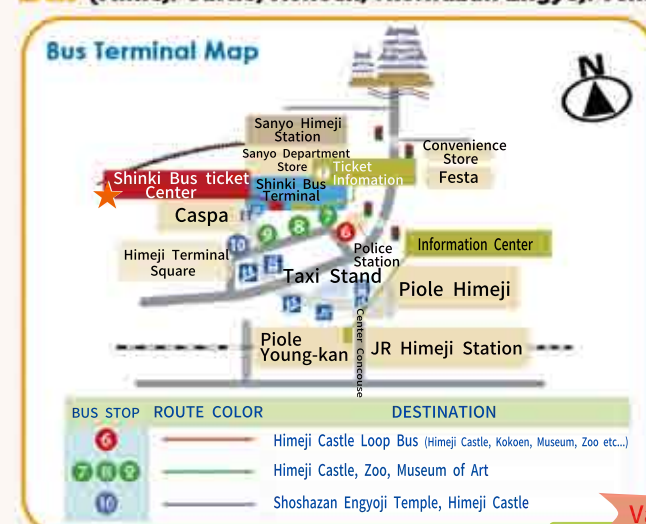 Bus Terminal Map
N
Sanyo Himeji
Station
Sanyo Department
Store
Ticket
Infomation
Convenience
Store
Festa
Shinki Bus ticket
Center
Shinki Bus
Terminal
Caspa
7
8
9
6
10
Police
Station
Information Center
Himeji Terminal
Square
Taxi Stand
Piole Himeji
Center Concouse
Piole
Young-kan
JR Himeji Station
BUS STOP ROUTE COLOR DESTINATION
6 Himeji Castle Loop Bus (Himeji Castle, Kokoen, Museum, Zoo etc...)
7 8 9 Himeji Castle, Zoo, Museum of Art
10 Shoshazan Engyoji Temple, Himeji Castle